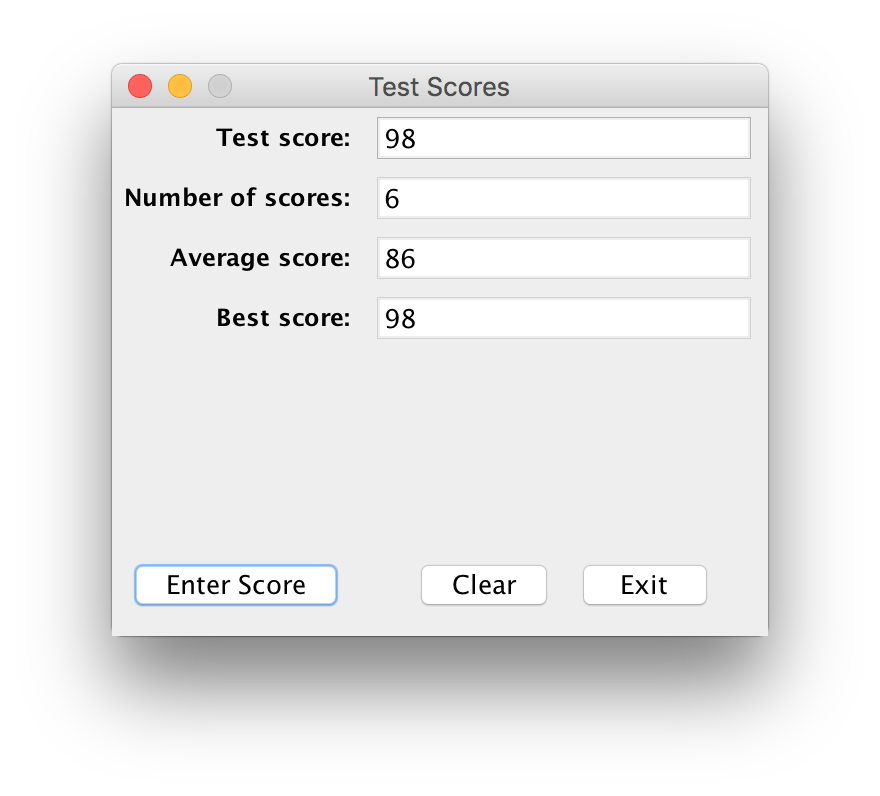 Test Scores
Test score: 98
Number of scores: 6
Average score: 86
Best score: 98
Enter Score Clear Exit